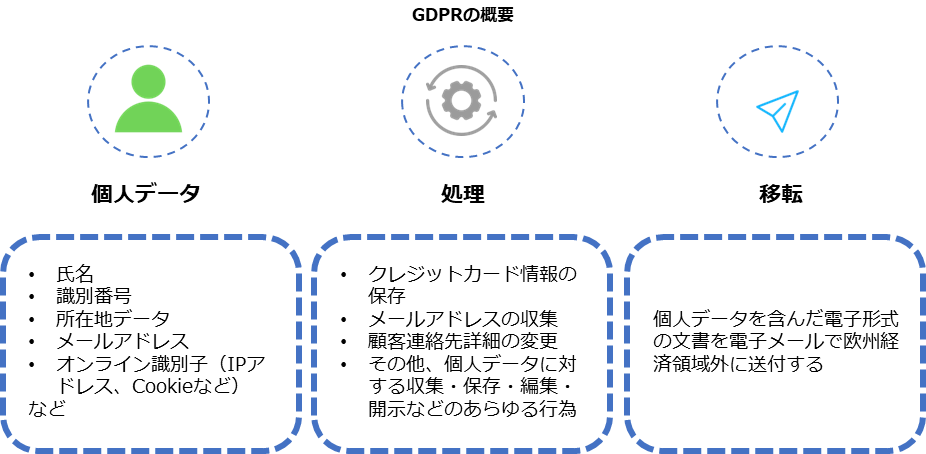 GDPRの概要
個人データ
処理
移転
• 氏名
• 識別番号
• 所在地データ
• メールアドレス
• オンライン識別子（IPア
ドレス、Cookieなど）
など
• クレジットカード情報の
保存
• メールアドレスの収集
• 顧客連絡先詳細の変更
• その他、個人データに対
する収集・保存・編集・
開示などのあらゆる行為
個人データを含んだ電子形式
の文書を電子メールで欧州経
済領域外に送付する